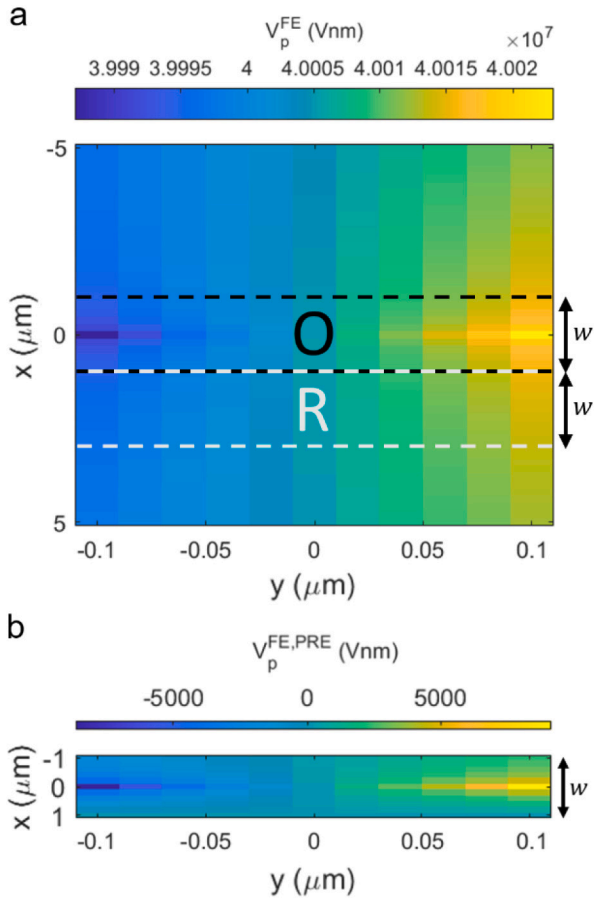 a
V_p^FE (Vnm)
×10^7
3.999 3.9995 4 4.0005 4.001 4.0015 4.002
-5
0
5
x (μm)
O
R
w
w
-0.1 -0.05 0 0.05 0.1
y (μm)
b
V_p^FE,PRE (Vnm)
-5000 0 5000
-1
0
1
x (μm)
w
-0.1 -0.05 0 0.05 0.1
y (μm)